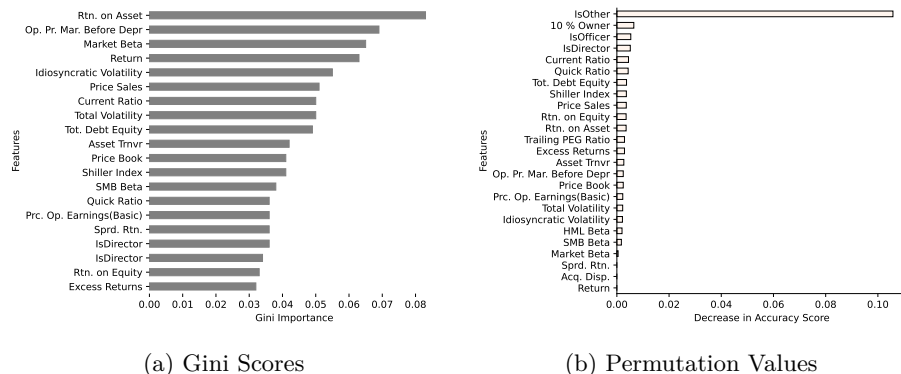 Rtn. on Asset
Op. Pr. Mar. Before Depr
Market Beta
Return
Idiosyncratic Volatility
Price Sales
Current Ratio
Total Volatility
Tot. Debt Equity
Asset Trnvr
Price Book
Shiller Index
SMB Beta
Quick Ratio
Prc. Op. Earnings(Basic)
Sprd. Rtn.
IsDirector
IsDirector
Rtn. on Equity
Excess Returns
Features
0.00 0.01 0.02 0.03 0.04 0.05 0.06 0.07 0.08
Gini Importance
(a) Gini Scores
IsOther
10 % Owner
IsOfficer
IsDirector
Current Ratio
Quick Ratio
Tot. Debt Equity
Shiller Index
Price Sales
Rtn. on Equity
Rtn. on Asset
Trailing PEG Ratio
Excess Returns
Asset Trnvr
Op. Pr. Mar. Before Depr
Price Book
Prc. Op. Earnings(Basic)
Total Volatility
Idiosyncratic Volatility
HML Beta
SMB Beta
Market Beta
Sprd. Rtn.
Acq. Disp.
Return
Features
0.00 0.02 0.04 0.06 0.08 0.10
Decrease in Accuracy Score
(b) Permutation Values